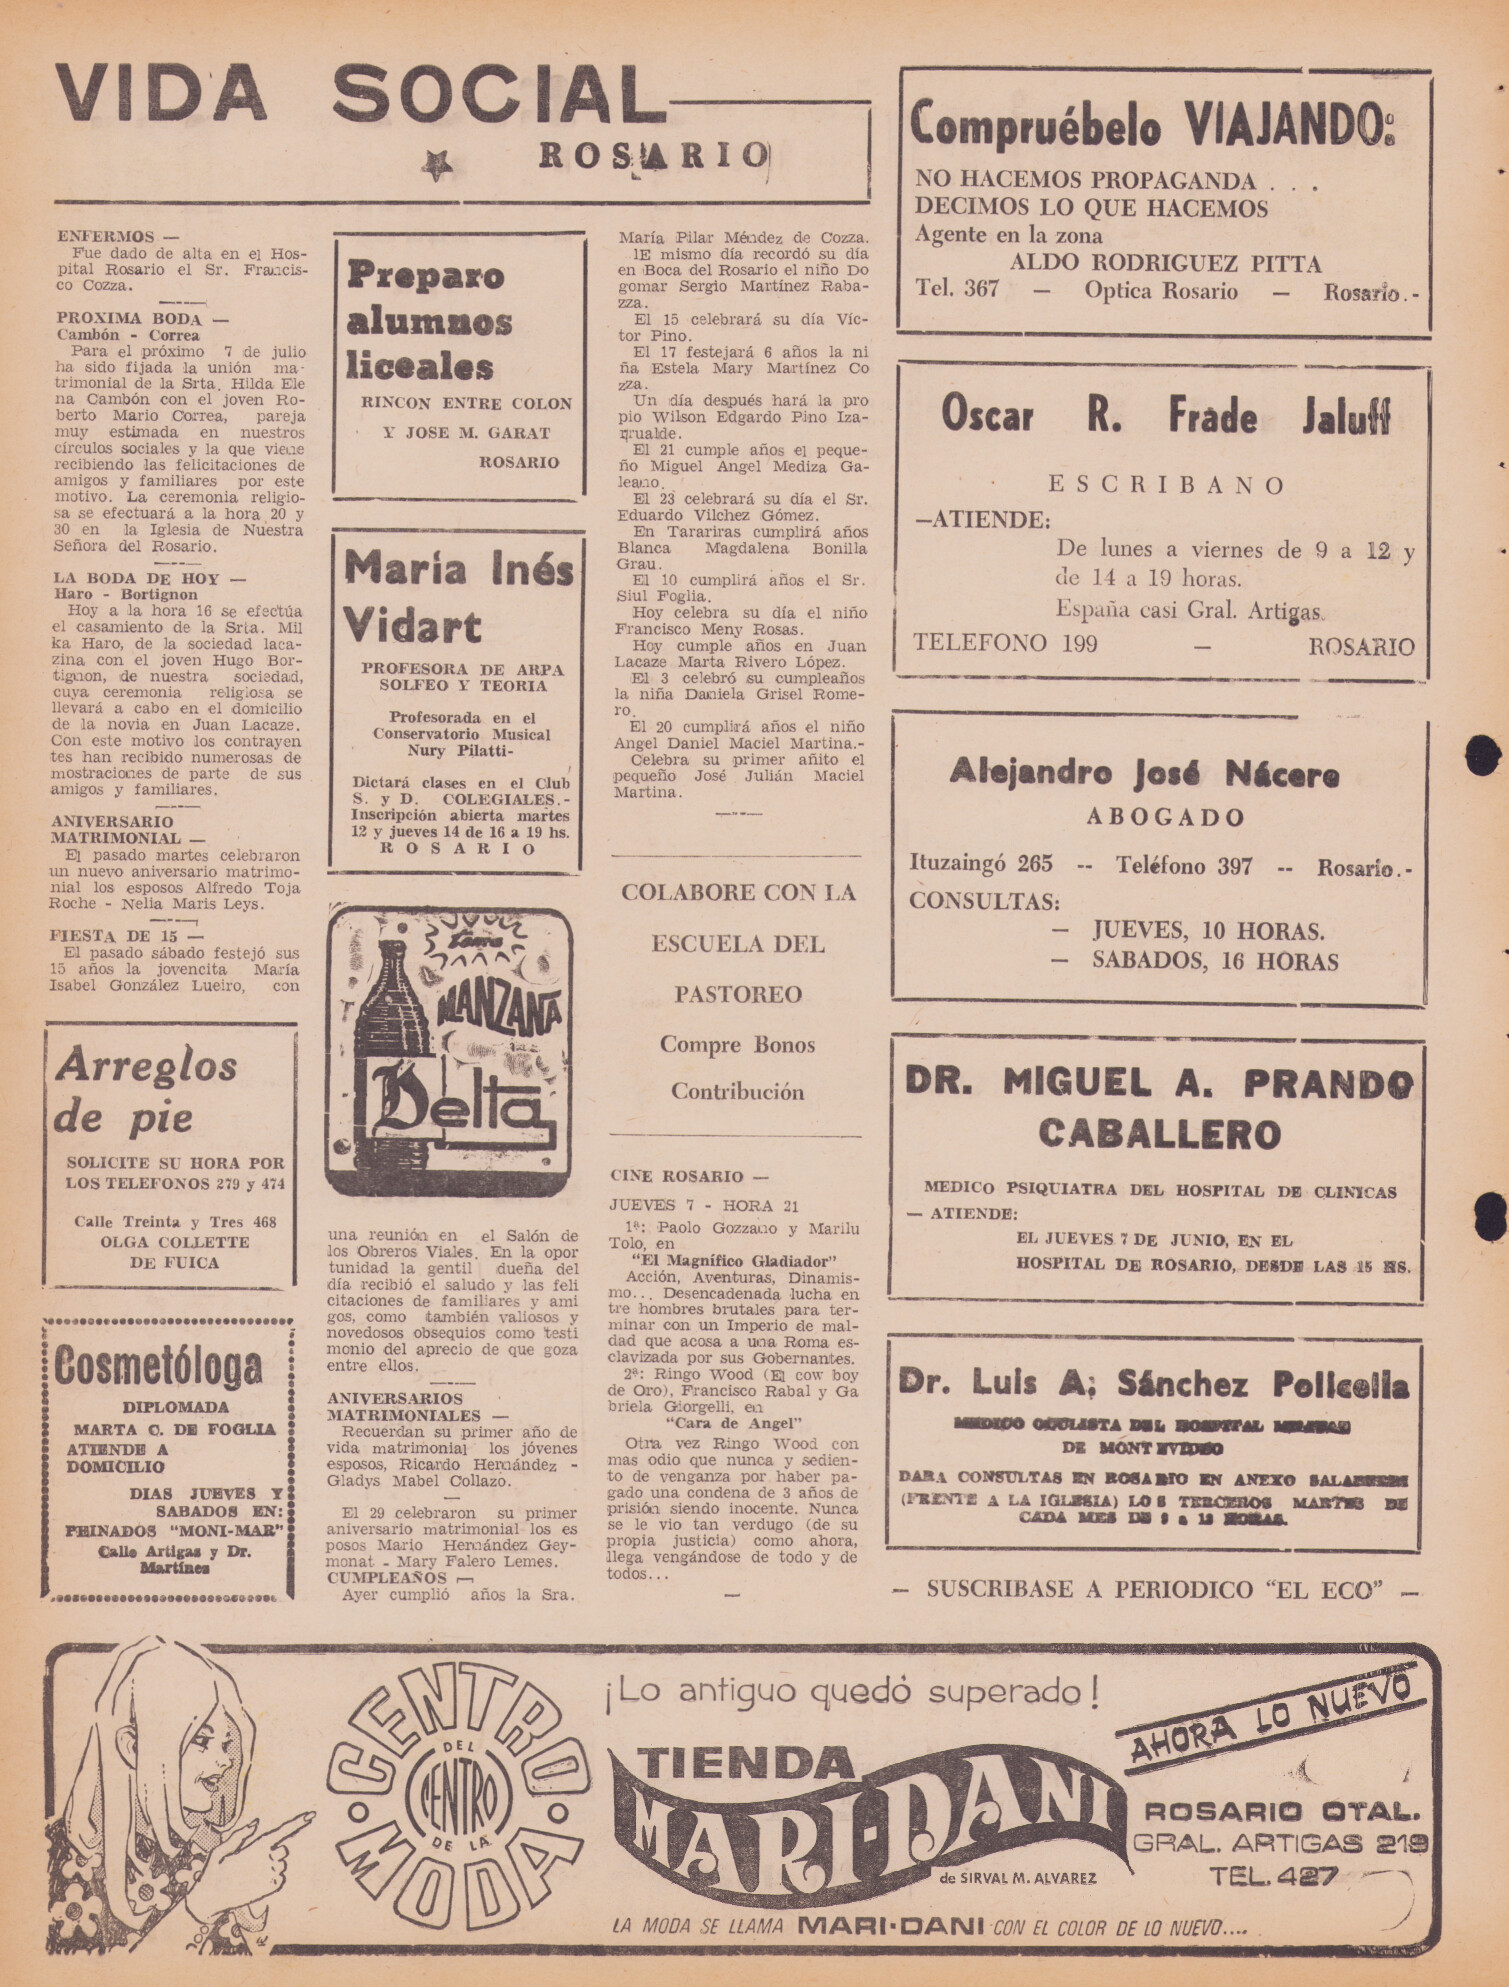 VIDA SOCIAL
ROSARIO
ENFERMOS —
Fue dado de alta en el Hos-
pital Rosario el Sr. Francis-
co Cozza.
PROXIMA BODA —
Cambón - Correa
Para el próximo 7 de julio
ha sido fijada la unión ma-
trimonial de la Srta. Hilda Ele
na Cambón con el joven Ro-
berto Mario Correa, pareja
muy estimada en nuestros
círculos sociales y la que viene
recibiendo las felicitaciones de
amigos y familiares por este
motivo. La ceremonia religio-
sa se efectuará a la hora 20 y
30 en la Iglesia de Nuestra
Señora del Rosario.
LA BODA DE HOY —
Haro - Bortignon
Hoy a la hora 16 se efectúa
el casamiento de la Srta. Mil
ka Haro, de la sociedad laca-
zina con el joven Hugo Bor-
tignon, de nuestra sociedad,
cuya ceremonia religiosa se
llevará a cabo en el domicilio
de la novia en Juan Lacaze.
Con este motivo los contrayen
tes han recibido numerosas de
mostraciones de parte de sus
amigos y familiares.
ANIVERSARIO
MATRIMONIAL —
El pasado martes celebraron
un nuevo aniversario matrimo-
nial los esposos Alfredo Toja
Roche - Nelia Maris Leys.
FIESTA DE 15 —
El pasado sábado festejó sus
15 años la jovencita María
Isabel González Lueiro, con
Arreglos
de pie
SOLICITE SU HORA POR
LOS TELEFONOS 279 y 474
Calle Treinta y Tres 468
OLGA COLLETTE
DE FUICA
Cosmetóloga
DIPLOMADA
MARTA C. DE FOGLIA
ATIENDE A
DOMICILIO
DIAS JUEVES Y
SABADOS EN:
PEINADOS "MONI-MAR"
Calle Artigas y Dr.
Martínez
Preparo
alumnos
liceales
RINCON ENTRE COLON
Y JOSE M. GARAT
ROSARIO
María Inés
Vidart
PROFESORA DE ARPA
SOLFEO Y TEORIA
Profesorada en el
Conservatorio Musical
Nury Pilatti-
Dictará clases en el Club
S. y D. COLEGIALES.-
Inscripción abierta martes
12 y jueves 14 de 16 a 19 hs.
ROSARIO
tome
MANZANA
Delta
una reunión en el Salón de
los Obreros Viales. En la opor
tunidad la gentil dueña del
día recibió el saludo y las feli
citaciones de familiares y ami
gos, como también valiosos y
novedosos obsequios como testi
monio del aprecio de que goza
entre ellos.
ANIVERSARIOS
MATRIMONIALES —
Recuerdan su primer año de
vida matrimonial los jóvenes
esposos, Ricardo Hernández -
Gladys Mabel Collazo.
El 29 celebraron su primer
aniversario matrimonial los es
posos Mario Hernández Gey-
monat - Mary Falero Lemes.
CUMPLEAÑOS —
Ayer cumplió años la Sra.
María Pilar Méndez de Cozza.
lE mismo día recordó su día
en Boca del Rosario el niño Do
gomar Sergio Martínez Raba-
zza.
El 15 celebrará su día Víc-
tor Pino.
El 17 festejará 6 años la ni
ña Estela Mary Martínez Co
zza.
Un día después hará la pro
pio Wilson Edgardo Pino Iza-
grualde.
El 21 cumple años el peque-
ño Miguel Angel Mediza Ga-
leano.
El 23 celebrará su día el Sr.
Eduardo Vilchez Gómez.
En Tarariras cumplirá años
Blanca Magdalena Bonilla
Grau.
El 10 cumplirá años el Sr.
Siul Foglia.
Hoy celebra su día el niño
Francisco Meny Rosas.
Hoy cumple años en Juan
Lacaze Marta Rivero López.
El 3 celebró su cumpleaños
la niña Daniela Grisel Rome-
ro.
El 20 cumplirá años el niño
Angel Daniel Maciel Martina.-
Celebra su primer añito el
pequeño José Julián Maciel
Martina.
COLABORE CON LA
ESCUELA DEL
PASTOREO
Compre Bonos
Contribución
CINE ROSARIO —
JUEVES 7 - HORA 21
1ª: Paolo Gozzano y Marilu
Tolo, en
"El Magnífico Gladiador"
Acción, Aventuras, Dinamis-
mo... Desencadenada lucha en
tre hombres brutales para ter-
minar con un Imperio de mal-
dad que acosa a una Roma es-
clavizada por sus Gobernantes.
2ª: Ringo Wood (El cow boy
de Oro), Francisco Rabal y Ga
briela Giorgelli, en
"Cara de Angel"
Otra vez Ringo Wood con
mas odio que nunca y sedien-
to de venganza por haber pa-
gado una condena de 3 años de
prisión siendo inocente. Nunca
se le vio tan verdugo (de su
propia justicia) como ahora,
llega vengándose de todo y de
todos...
Compruébelo VIAJANDO:
NO HACEMOS PROPAGANDA . . .
DECIMOS LO QUE HACEMOS
Agente en la zona
ALDO RODRIGUEZ PITTA
Tel. 367 — Optica Rosario — Rosario.-
Oscar R. Frade Jaluff
ESCRIBANO
—ATIENDE:
De lunes a viernes de 9 a 12 y
de 14 a 19 horas.
España casi Gral. Artigas.
TELEFONO 199 — ROSARIO
Alejandro José Nácere
ABOGADO
Ituzaingó 265 -- Teléfono 397 -- Rosario.-
CONSULTAS:
— JUEVES, 10 HORAS.
— SABADOS, 16 HORAS
DR. MIGUEL A. PRANDO
CABALLERO
MEDICO PSIQUIATRA DEL HOSPITAL DE CLINICAS
— ATIENDE:
EL JUEVES 7 DE JUNIO, EN EL
HOSPITAL DE ROSARIO, DESDE LAS 15 HS.
Dr. Luis A; Sánchez Policella
MEDICO OCULISTA DEL HOSPITAL
DE MONTEVIDEO
DARA CONSULTAS EN ROSARIO EN ANEXO
(FRENTE A LA IGLESIA) LOS TERCEROS MARTES DE
CADA MES DE 9 a 12 HORAS.
— SUSCRIBASE A PERIODICO "EL ECO" —
CENTRO
DEL
CENTRO
DE LA
MODA
¡Lo antiguo quedó superado!
AHORA LO NUEVO
TIENDA
MARI-DANI
de SIRVAL M. ALVAREZ
ROSARIO OTAL.
GRAL. ARTIGAS 219
TEL. 427
LA MODA SE LLAMA MARI-DANI CON EL COLOR DE LO NUEVO....